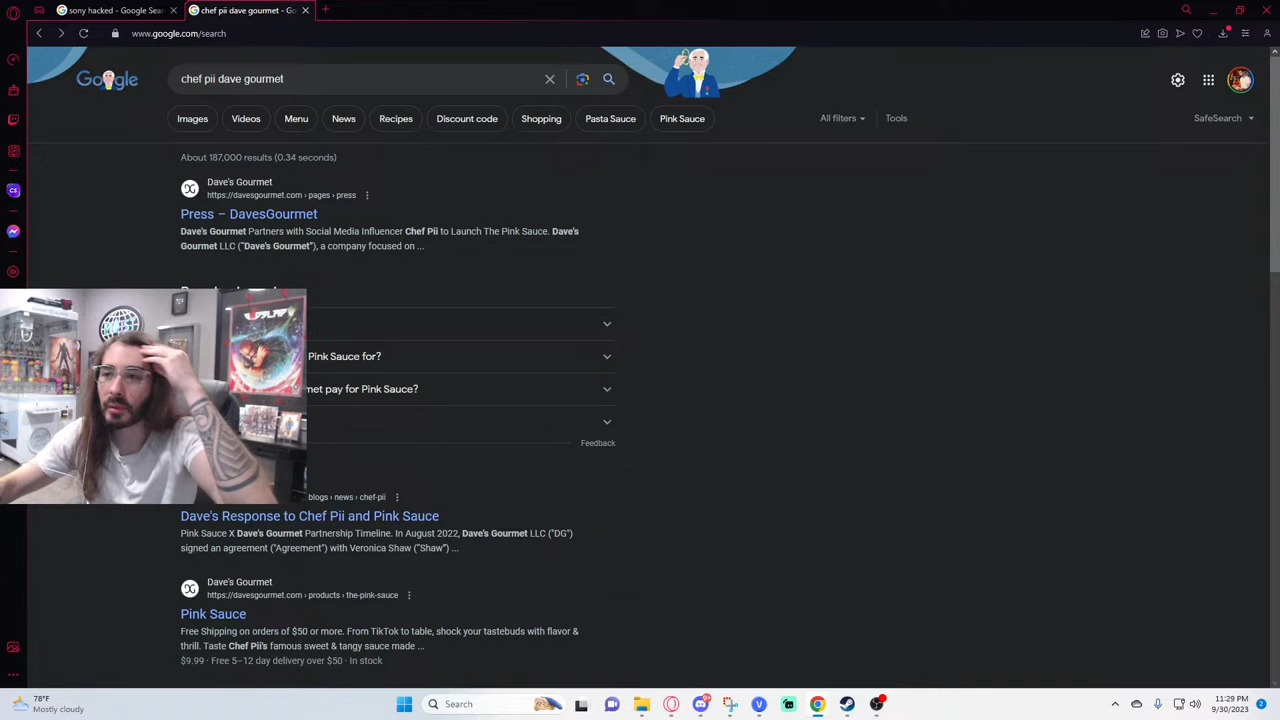 sony hacked - Google Sear
chef pii dave gourmet - Go
www.google.com/search
Google
chef pii dave gourmet
Images
Videos
Menu
News
Recipes
Discount code
Shopping
Pasta Sauce
Pink Sauce
All filters
Tools
SafeSearch
About 187,000 results (0.34 seconds)
Dave's Gourmet
https://davesgourmet.com › pages › press
Press – DavesGourmet
Dave's Gourmet Partners with Social Media Influencer Chef Pii to Launch The Pink Sauce. Dave's
Gourmet LLC ("Dave's Gourmet"), a company focused on ...
Pink Sauce for?
met pay for Pink Sauce?
Feedback
blogs › news › chef-pii
Dave's Response to Chef Pii and Pink Sauce
Pink Sauce X Dave's Gourmet Partnership Timeline. In August 2022, Dave's Gourmet LLC ("DG")
signed an agreement ("Agreement") with Veronica Shaw ("Shaw") ...
Dave's Gourmet
https://davesgourmet.com › products › the-pink-sauce
Pink Sauce
Free Shipping on orders of $50 or more. From TikTok to table, shock your tastebuds with flavor &
thrill. Taste Chef Pii's famous sweet & tangy sauce made ...
$9.99 · Free 5–12 day delivery over $50 · In stock
78°F
Mostly cloudy
Search
11:29 PM
9/30/2023